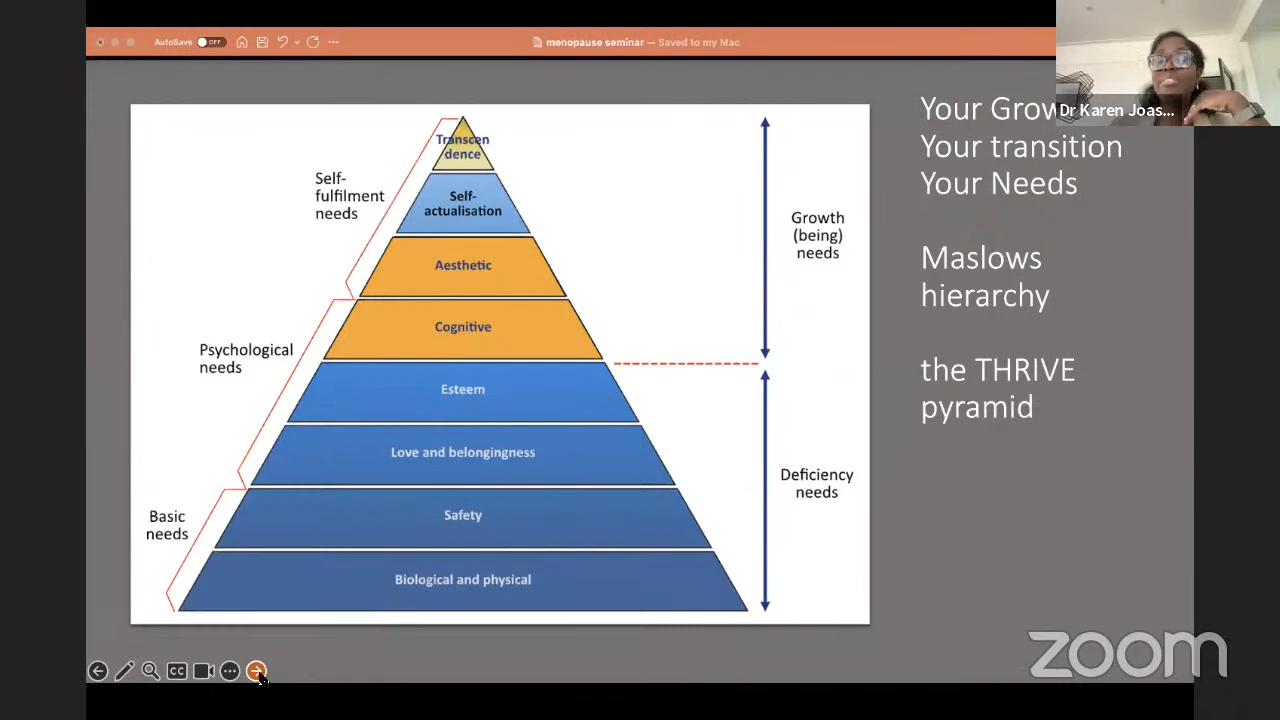 AutoSave OFF
menopause seminar — Saved to my Mac
Dr Karen Joas...
Transcen
dence
Self-
actualisation
Aesthetic
Cognitive
Esteem
Love and belongingness
Safety
Biological and physical
Self-
fulfilment
needs
Psychological
needs
Basic
needs
Growth
(being)
needs
Deficiency
needs
Your Grow
Your transition
Your Needs
Maslows
hierarchy
the THRIVE
pyramid
CC
zoom